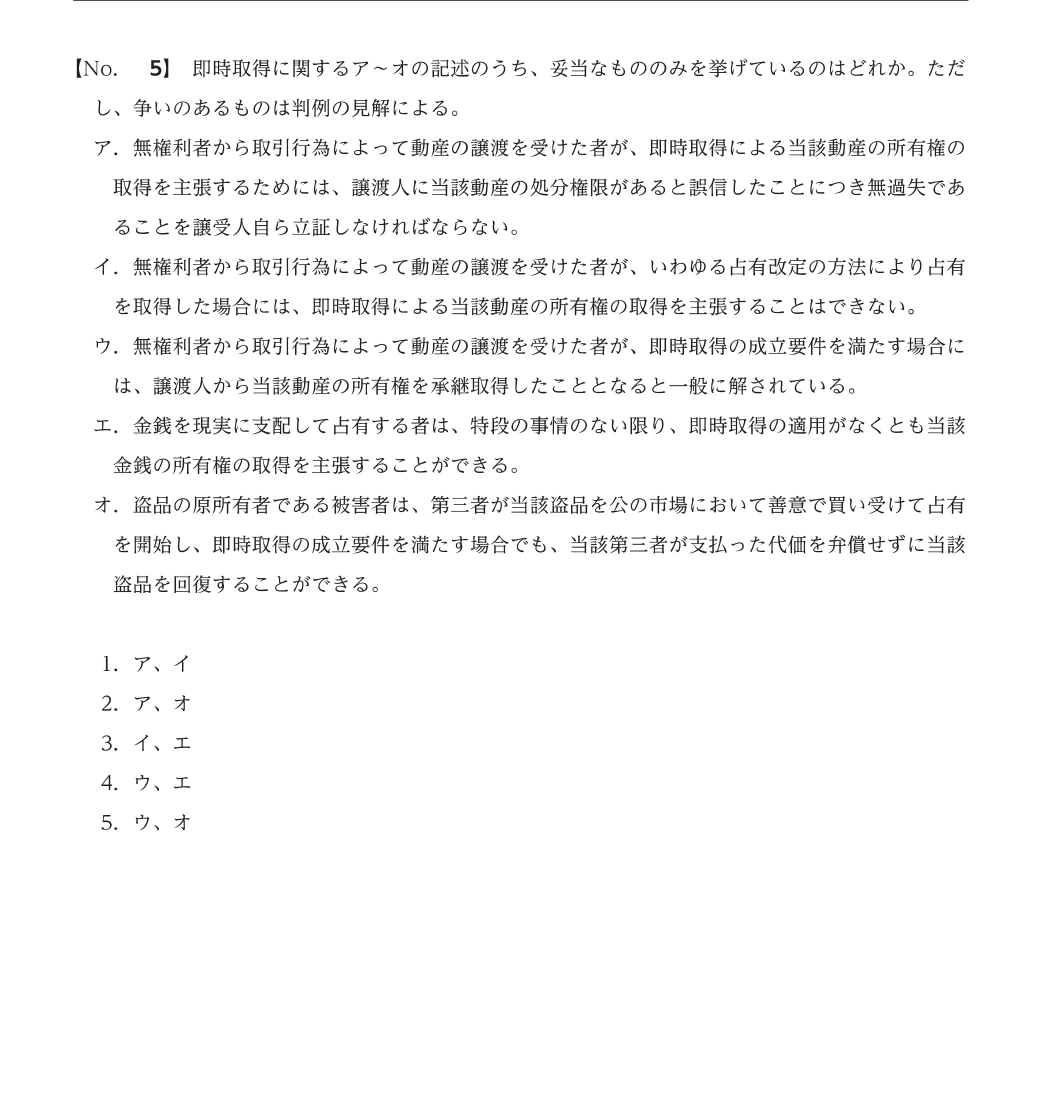 【No. 5】 即時取得に関するア～オの記述のうち、妥当なもののみを挙げているのはどれか。ただ
し、争いのあるものは判例の見解による。
ア．無権利者から取引行為によって動産の譲渡を受けた者が、即時取得による当該動産の所有権の
取得を主張するためには、譲渡人に当該動産の処分権限があると誤信したことにつき無過失であ
ることを譲受人自ら立証しなければならない。
イ．無権利者から取引行為によって動産の譲渡を受けた者が、いわゆる占有改定の方法により占有
を取得した場合には、即時取得による当該動産の所有権の取得を主張することはできない。
ウ．無権利者から取引行為によって動産の譲渡を受けた者が、即時取得の成立要件を満たす場合に
は、譲渡人から当該動産の所有権を承継取得したこととなると一般に解されている。
エ．金銭を現実に支配して占有する者は、特段の事情のない限り、即時取得の適用がなくとも当該
金銭の所有権の取得を主張することができる。
オ．盗品の原所有者である被害者は、第三者が当該盗品を公の市場において善意で買い受けて占有
を開始し、即時取得の成立要件を満たす場合でも、当該第三者が支払った代価を弁償せずに当該
盗品を回復することができる。
1．ア、イ
2．ア、オ
3．イ、エ
4．ウ、エ
5．ウ、オ